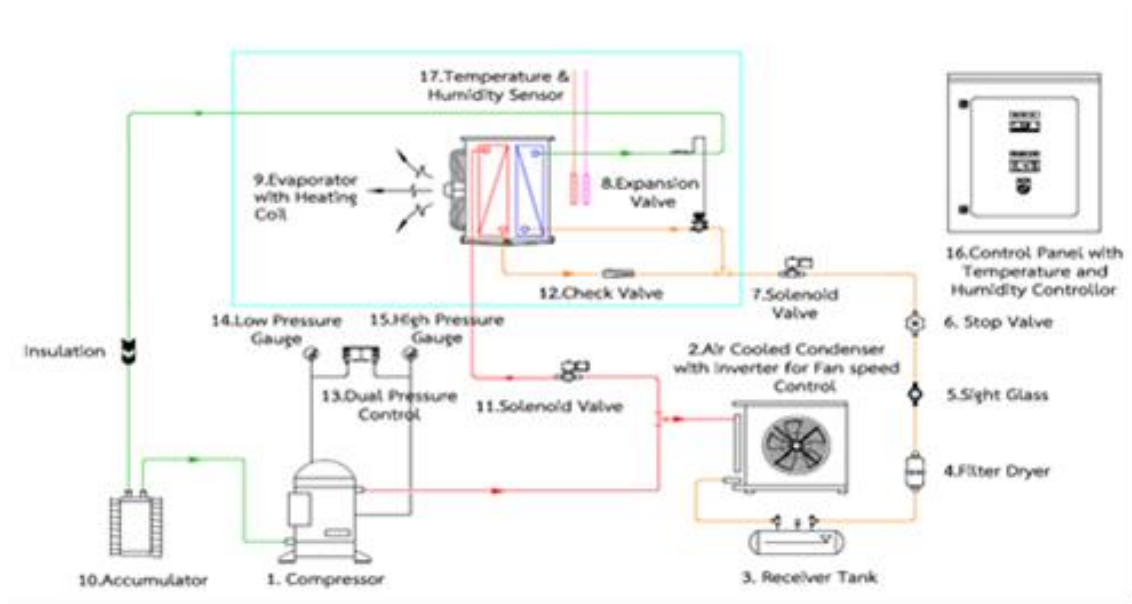 17.Temperature &
Humidity Sensor
9.Evaporator
with Heating
Coil
8.Expansion
Valve
12.Check Valve
7.Solenoid
Valve
16.Control Panel with
Temperature and
Humidity Controllor
14.Low Pressure
Gauge
15.High Pressure
Gauge
6. Stop Valve
Insulation
2.Air Cooled Condenser
with Inverter for Fan speed
Control
13.Dual Pressure
Control
11.Solenoid Valve
5.Sight Glass
4.Filter Dryer
10.Accumulator
1. Compressor
3. Receiver Tank